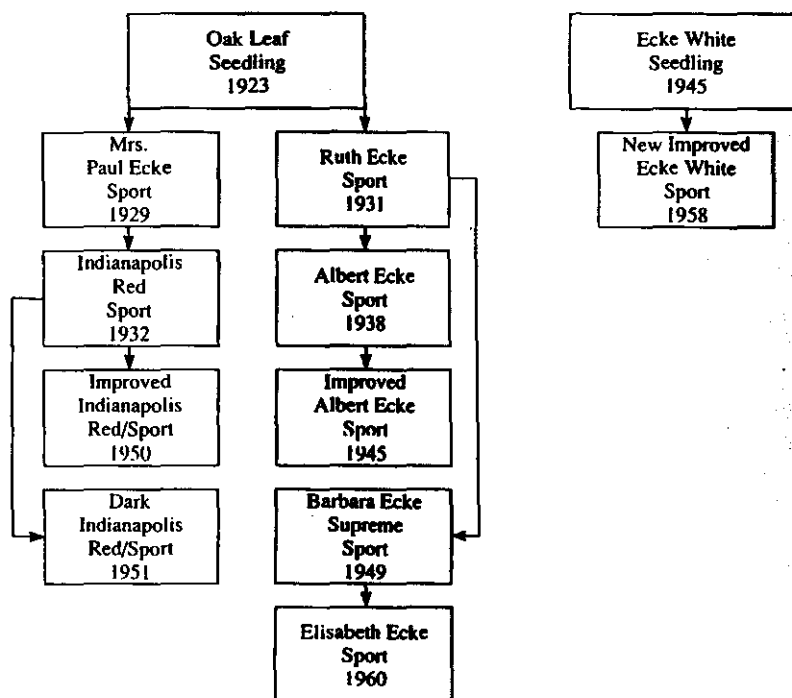 Oak Leaf
Seedling
1923
Ecke White
Seedling
1945
Mrs.
Paul Ecke
Sport
1929
Ruth Ecke
Sport
1931
New Improved
Ecke White
Sport
1958
Indianapolis
Red
Sport
1932
Albert Ecke
Sport
1938
Improved
Indianapolis
Red/Sport
1950
Improved
Albert Ecke
Sport
1945
Dark
Indianapolis
Red/Sport
1951
Barbara Ecke
Supreme
Sport
1949
Elisabeth Ecke
Sport
1960